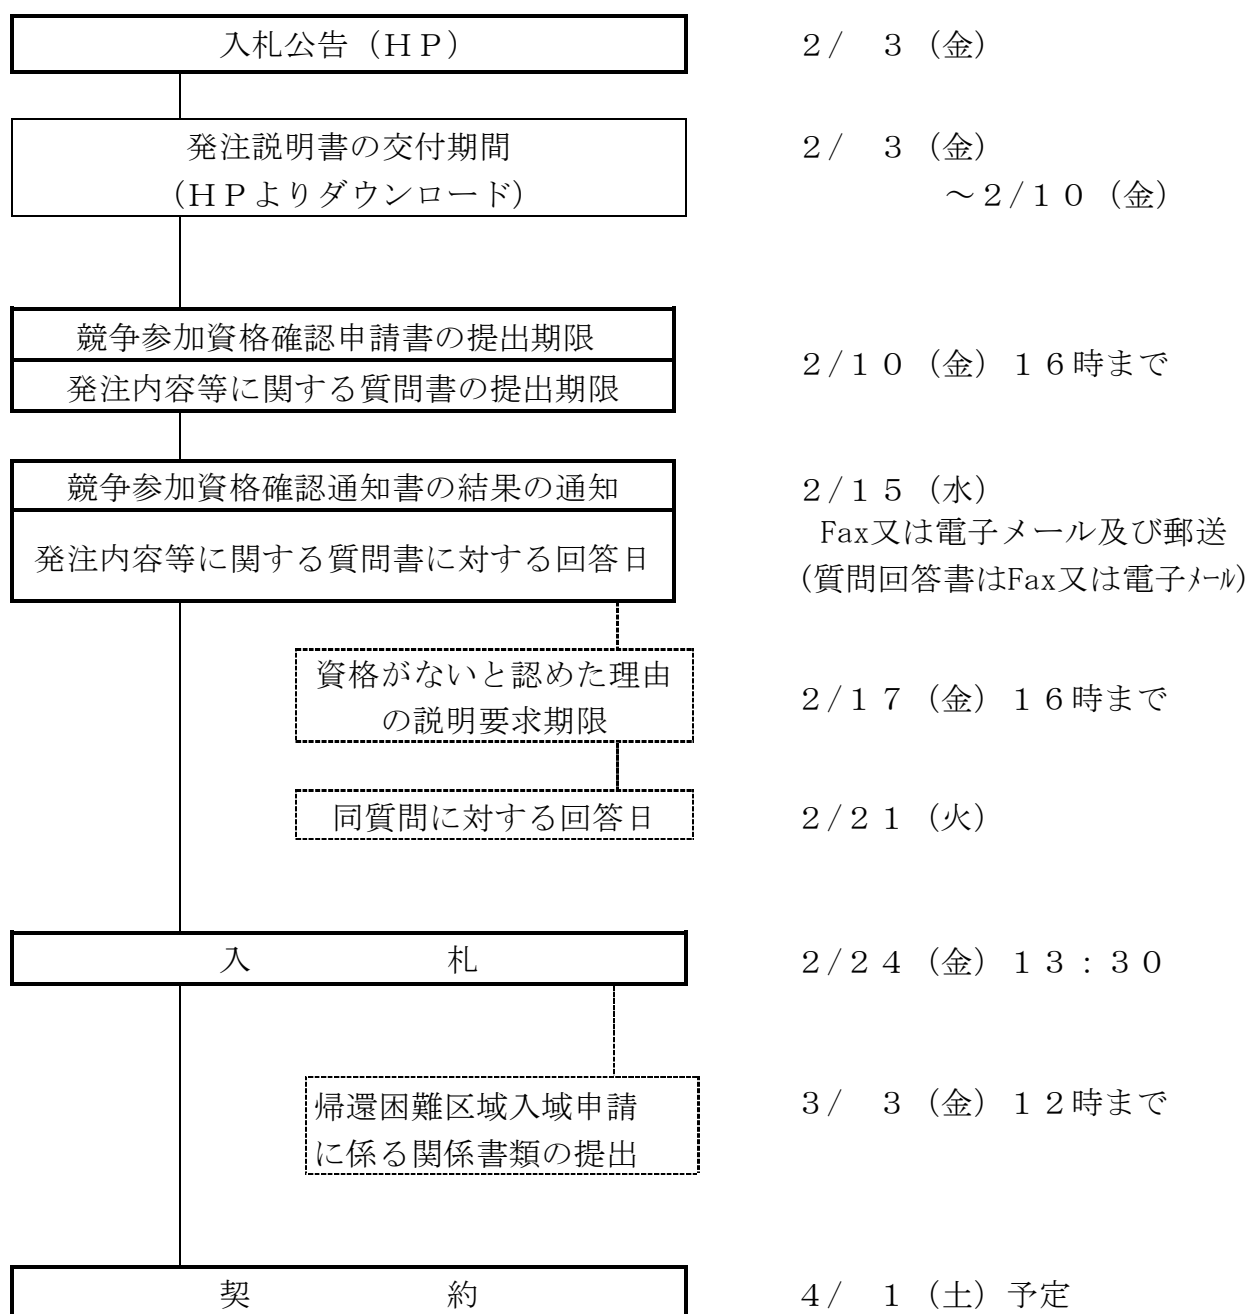 入札公告（ＨＰ） ２/　３（金）
発注説明書の交付期間 ２/　３（金）
（ＨＰよりダウンロード） ～２/１０（金）
競争参加資格確認申請書の提出期限
発注内容等に関する質問書の提出期限
２/１０（金）１６時まで
競争参加資格確認通知書の結果の通知 ２/１５（水）
Fax又は電子メール及び郵送
発注内容等に関する質問書に対する回答日
(質問回答書はFax又は電子ﾒｰﾙ)
資格がないと認めた理由
の説明要求期限
２/１７（金）１６時まで
同質問に対する回答日 ２/２１（火）
入　　　　　札 ２/２４（金）１３：３０
帰還困難区域入域申請 ３/　３（金）１２時まで
に係る関係書類の提出
契　　　　　約 ４/　１（土）予定